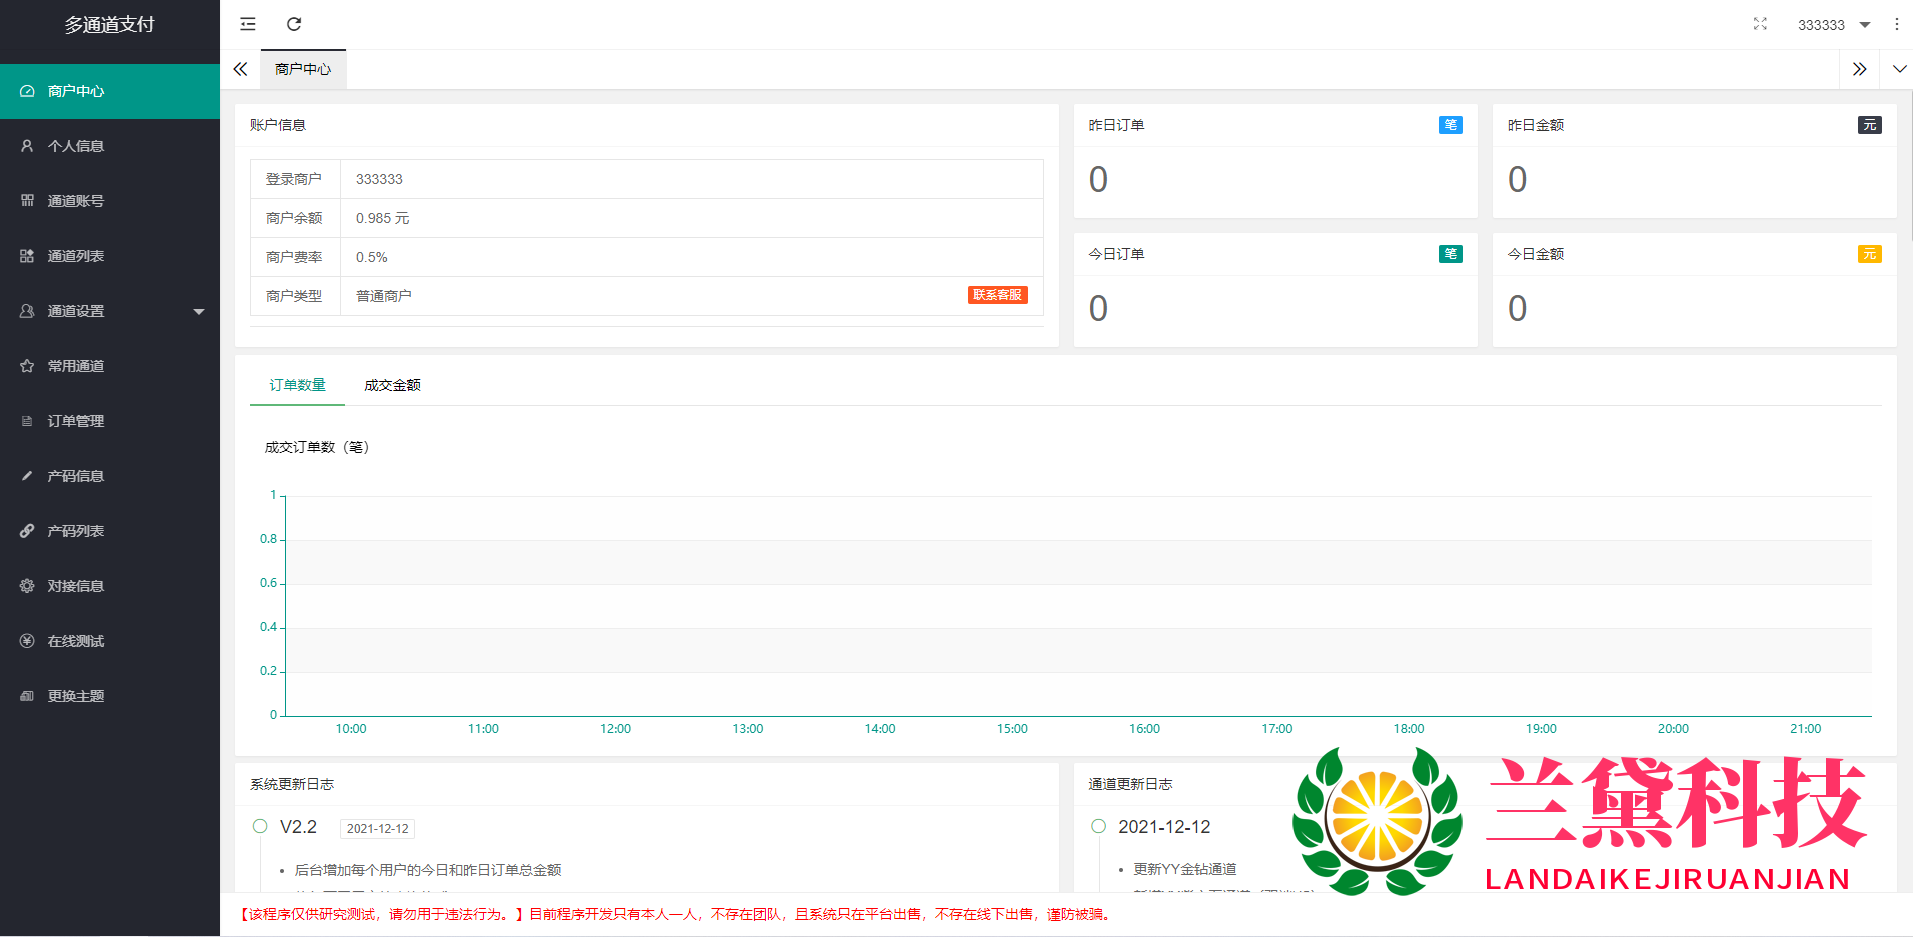 多通道支付
333333
商户中心
商户中心
个人信息
通道账号
通道列表
通道设置
常用通道
订单管理
产码信息
产码列表
对接信息
在线测试
更换主题
账户信息
登录商户 333333
商户余额 0.985 元
商户费率 0.5%
商户类型 普通商户 联系客服
昨日订单 笔
0
昨日金额 元
0
今日订单 笔
0
今日金额 元
0
订单数量 成交金额
成交订单数（笔）
1
0.8
0.6
0.4
0.2
0
10:00 11:00 12:00 13:00 14:00 15:00 16:00 17:00 18:00 19:00 20:00 21:00
系统更新日志
V2.2 2021-12-12
后台增加每个用户的今日和昨日订单总金额
通道更新日志
2021-12-12
更新YY金钻通道
兰黛科技
LANDAIKEJIRUANJIAN
【该程序仅供研究测试，请勿用于违法行为。】目前程序开发只有本人一人，不存在团队，且系统只在平台出售，不存在线下出售，谨防被骗。